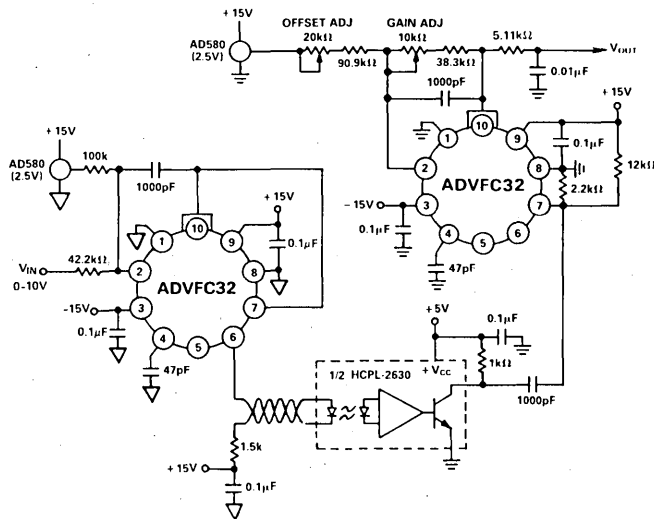 + 15V
OFFSET ADJ
20kΩ
GAIN ADJ
10kΩ
AD580
(2.5V)
90.9kΩ
38.3kΩ
5.11kΩ
VOUT
0.01µF
1000pF
+ 15V
0.1µF
12kΩ
2.2kΩ
1
10
9
2
8
ADVFC32
3
7
4
5
6
−15V
0.1µF
47pF
+ 15V
AD580
(2.5V)
100k
1000pF
+ 15V
0.1µF
1
10
9
VIN
0-10V
42.2kΩ
2
8
ADVFC32
−15V
3
7
0.1µF
4
5
6
47pF
1.5k
+15V
0.1µF
+5V
0.1µF
1/2 HCPL-2630
+ VCC
1kΩ
1000pF